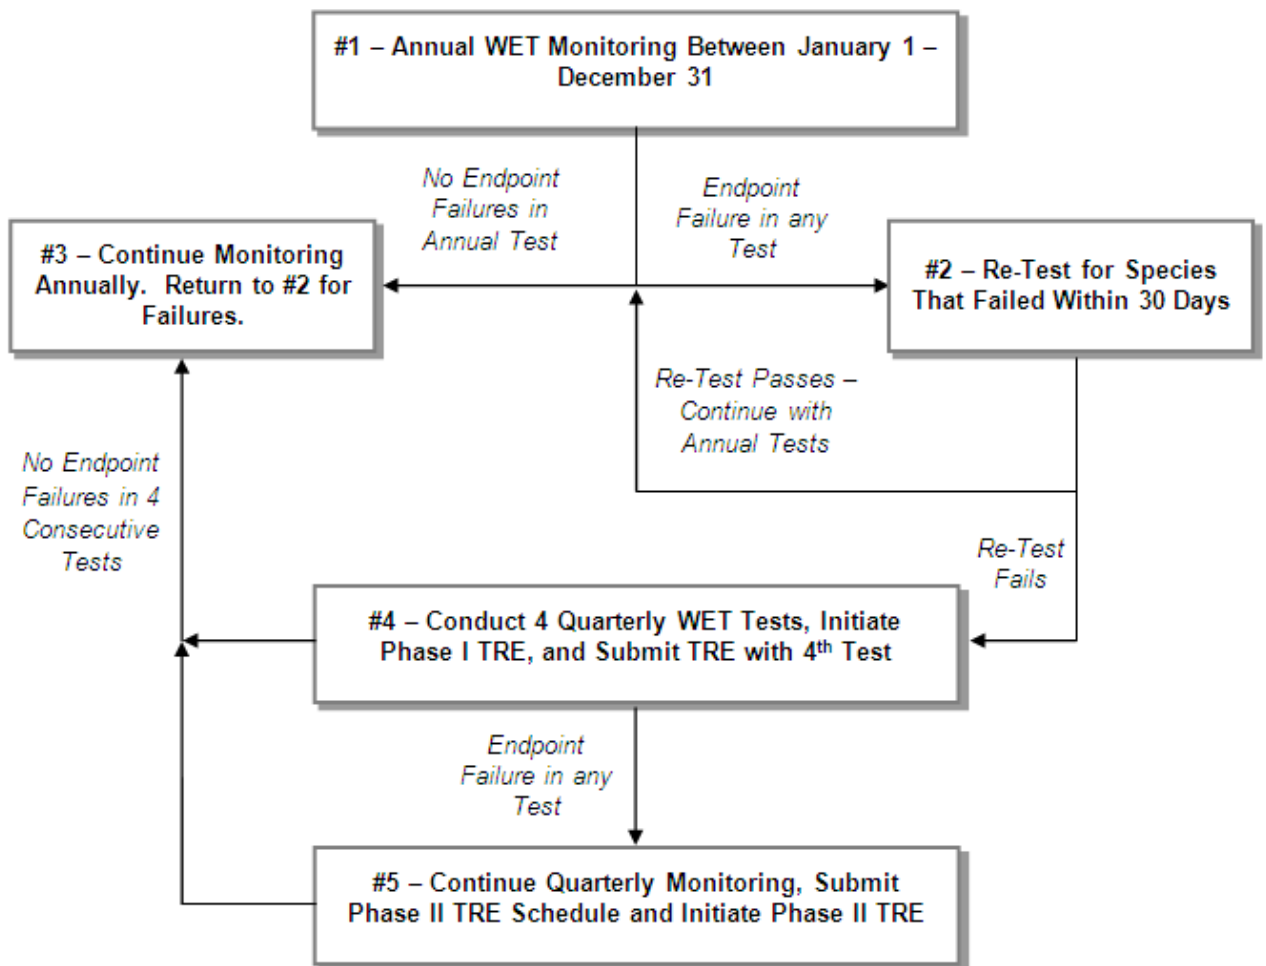 #1 – Annual WET Monitoring Between January 1 –
December 31
No Endpoint
Failures in
Annual Test
Endpoint
Failure in any
Test
#3 – Continue Monitoring
Annually.  Return to #2 for
Failures.
#2 – Re-Test for Species
That Failed Within 30 Days
Re-Test Passes –
Continue with
Annual Tests
No Endpoint
Failures in 4
Consecutive
Tests
Re-Test
Fails
#4 – Conduct 4 Quarterly WET Tests, Initiate
Phase I TRE, and Submit TRE with 4th Test
Endpoint
Failure in any
Test
#5 – Continue Quarterly Monitoring, Submit
Phase II TRE Schedule and Initiate Phase II TRE